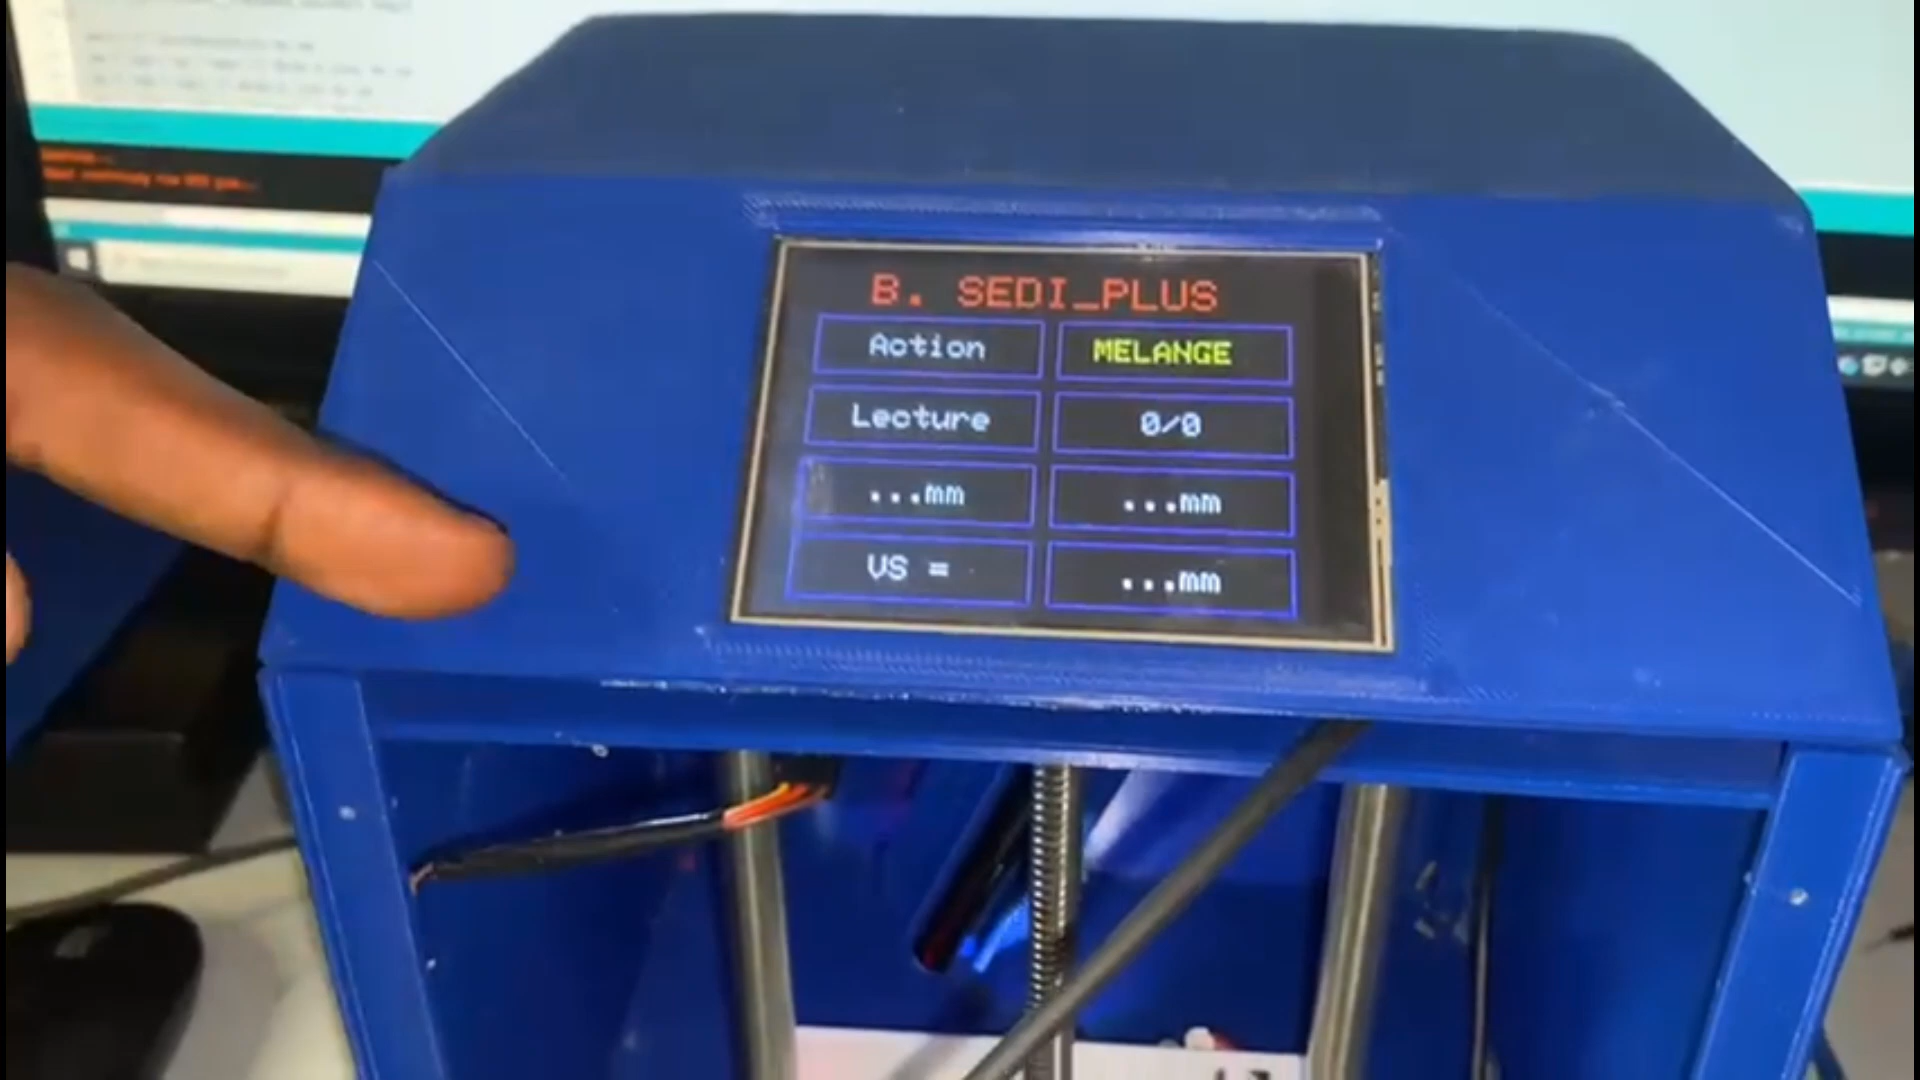 B. SEDI_PLUS
Action MELANGE
Lecture 0/0
...mm ...mm
VS = ...mm